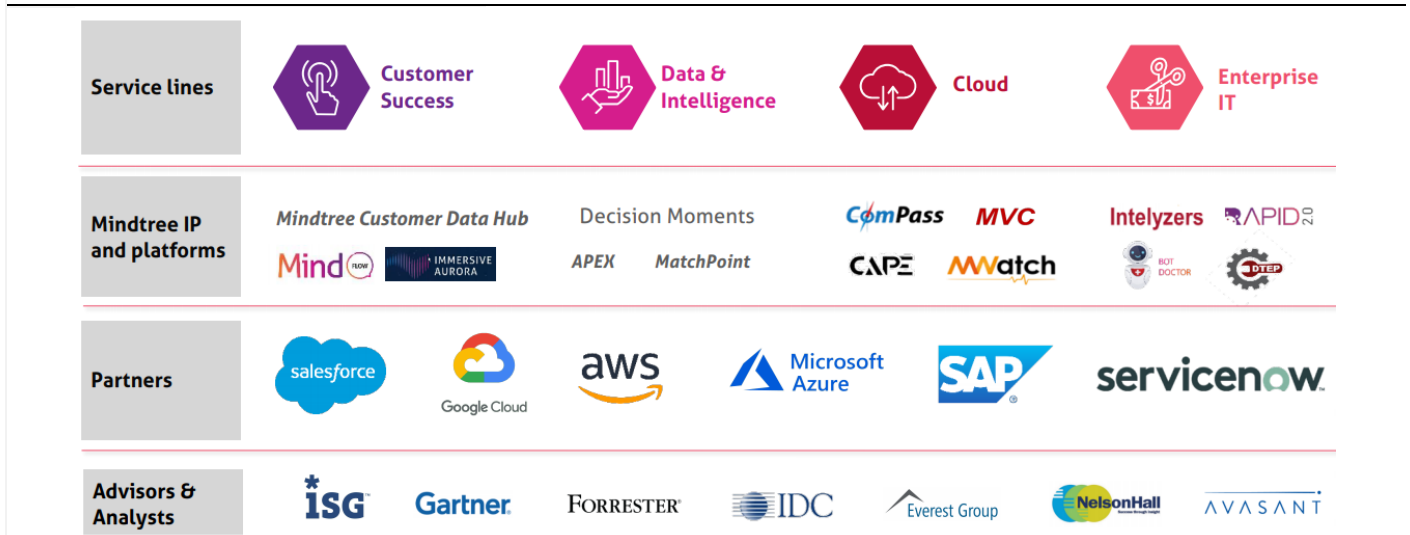 Service lines
Customer
Success
Data &
Intelligence
Cloud
Enterprise
IT
$
Mindtree IP
and platforms
Mindtree Customer Data Hub
Decision Moments
ComPass
MVC
Intelyzers
RAPID 2.0
Mind FLOW
IMMERSIVE
AURORA
APEX
MatchPoint
CAPE
MWatch
BOT
DOCTOR
DTEP
Partners
salesforce
Google Cloud
aws
Microsoft
Azure
SAP®
servicenow™
Advisors &
Analysts
ISG™
Gartner®
FORRESTER®
IDC
Everest Group
NelsonHall
AVASANT